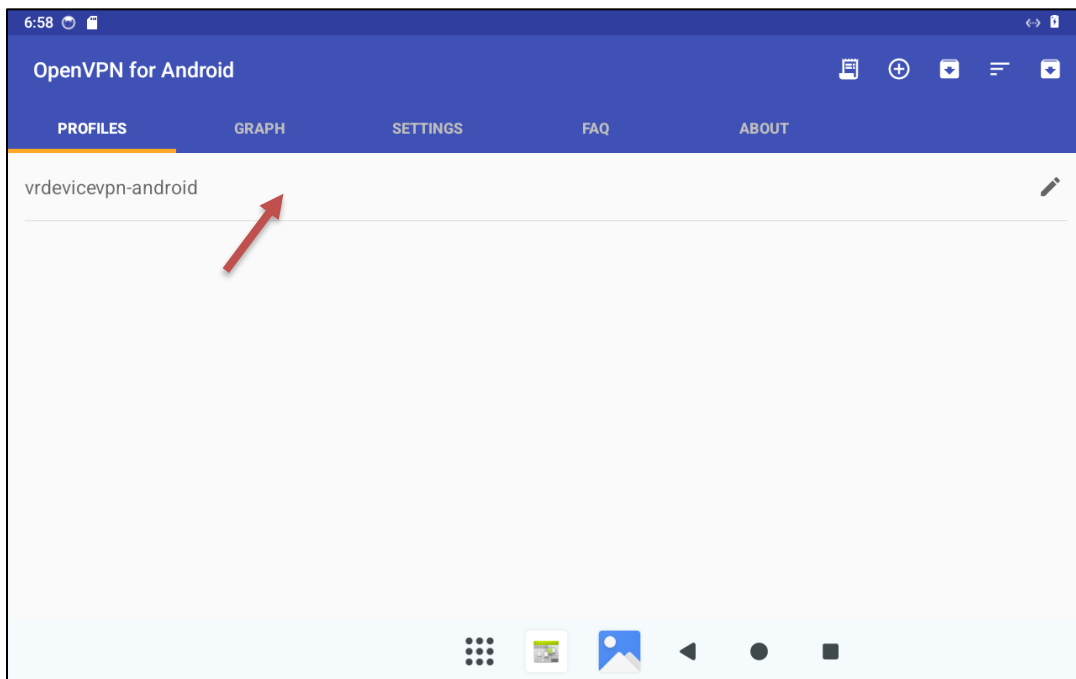 6:58
OpenVPN for Android
PROFILES GRAPH SETTINGS FAQ ABOUT
vrdevicevpn-android